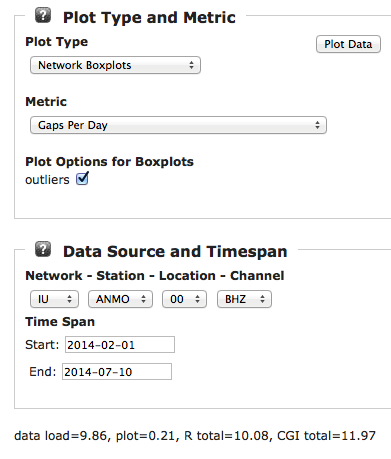 ? Plot Type and Metric
Plot Type
Plot Data
Network Boxplots
Metric
Gaps Per Day
Plot Options for Boxplots
outliers
? Data Source and Timespan
Network - Station - Location - Channel
IU ANMO 00 BHZ
Time Span
Start: 2014-02-01
End: 2014-07-10
data load=9.86, plot=0.21, R total=10.08, CGI total=11.97